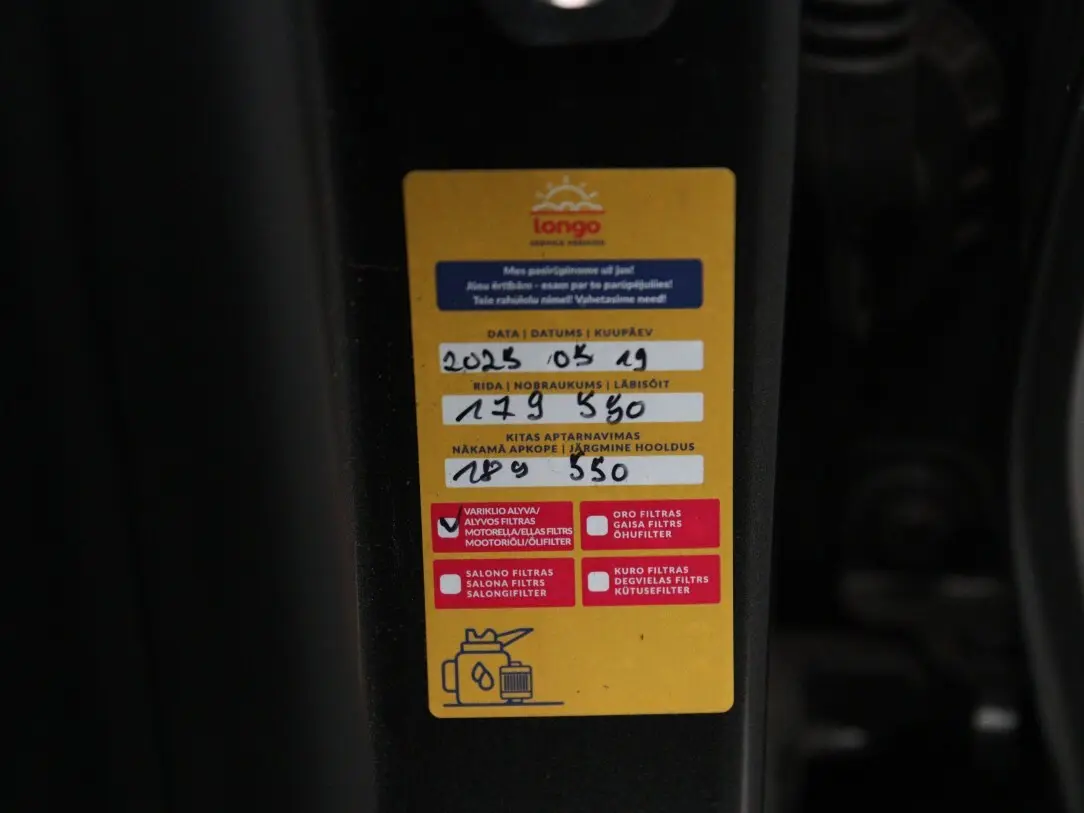 longo
Mes pasirūpinome už jus!
Jūsu ērtībām - esam par to parūpējušies!
Teie rahulolu nimel! Vahetasime need!
DATA | DATUMS | KUUPÄEV
2025 05 19
RIDA | NOBRAUKUMS | LÄBISÕIT
179 550
KITAS APTARNAVIMAS
NĀKAMĀ APKOPE | JÄRGMINE HOOLDUS
189 550
VARIKLIO ALYVA/
ALYVOS FILTRAS
MOTOREĻĻA/EĻĻAS FILTRS
MOOTORIÕLI/ÕLIFILTER
ORO FILTRAS
GAISA FILTRS
ÕHUFILTER
SALONO FILTRAS
SALONA FILTRS
SALONGIFILTER
KURO FILTRAS
DEGVIELAS FILTRS
KÜTUSEFILTER